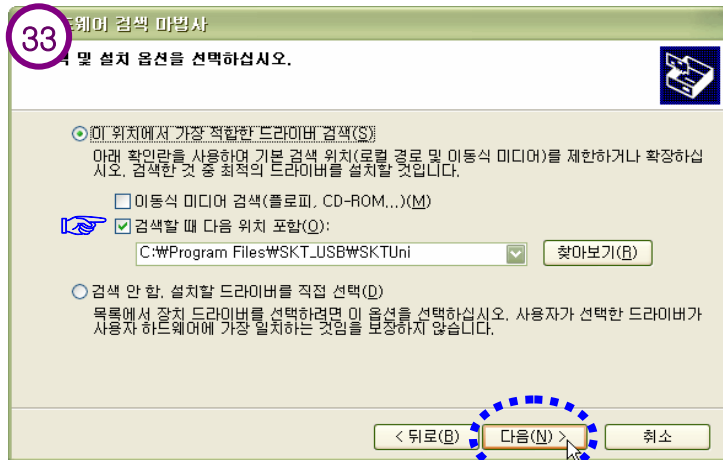 33
드웨어 검색 마법사
및 설치 옵션을 선택하십시오.
이 위치에서 가장 적합한 드라이버 검색(S)
아래 확인란을 사용하여 기본 검색 위치(로컬 경로 및 이동식 미디어)를 제한하거나 확장하십
시오. 검색한 것 중 최적의 드라이버를 설치할 것입니다.
이동식 미디어 검색(플로피, CD-ROM...)(M)
검색할 때 다음 위치 포함(O):
C:₩Program Files₩SKT_USB₩SKTUni
찾아보기(R)
검색 안 함. 설치할 드라이버를 직접 선택(D)
목록에서 장치 드라이버를 선택하려면 이 옵션을 선택하십시오. 사용자가 선택한 드라이버가
사용자 하드웨어에 가장 일치하는 것임을 보장하지 않습니다.
< 뒤로(B)
다음(N) >
취소